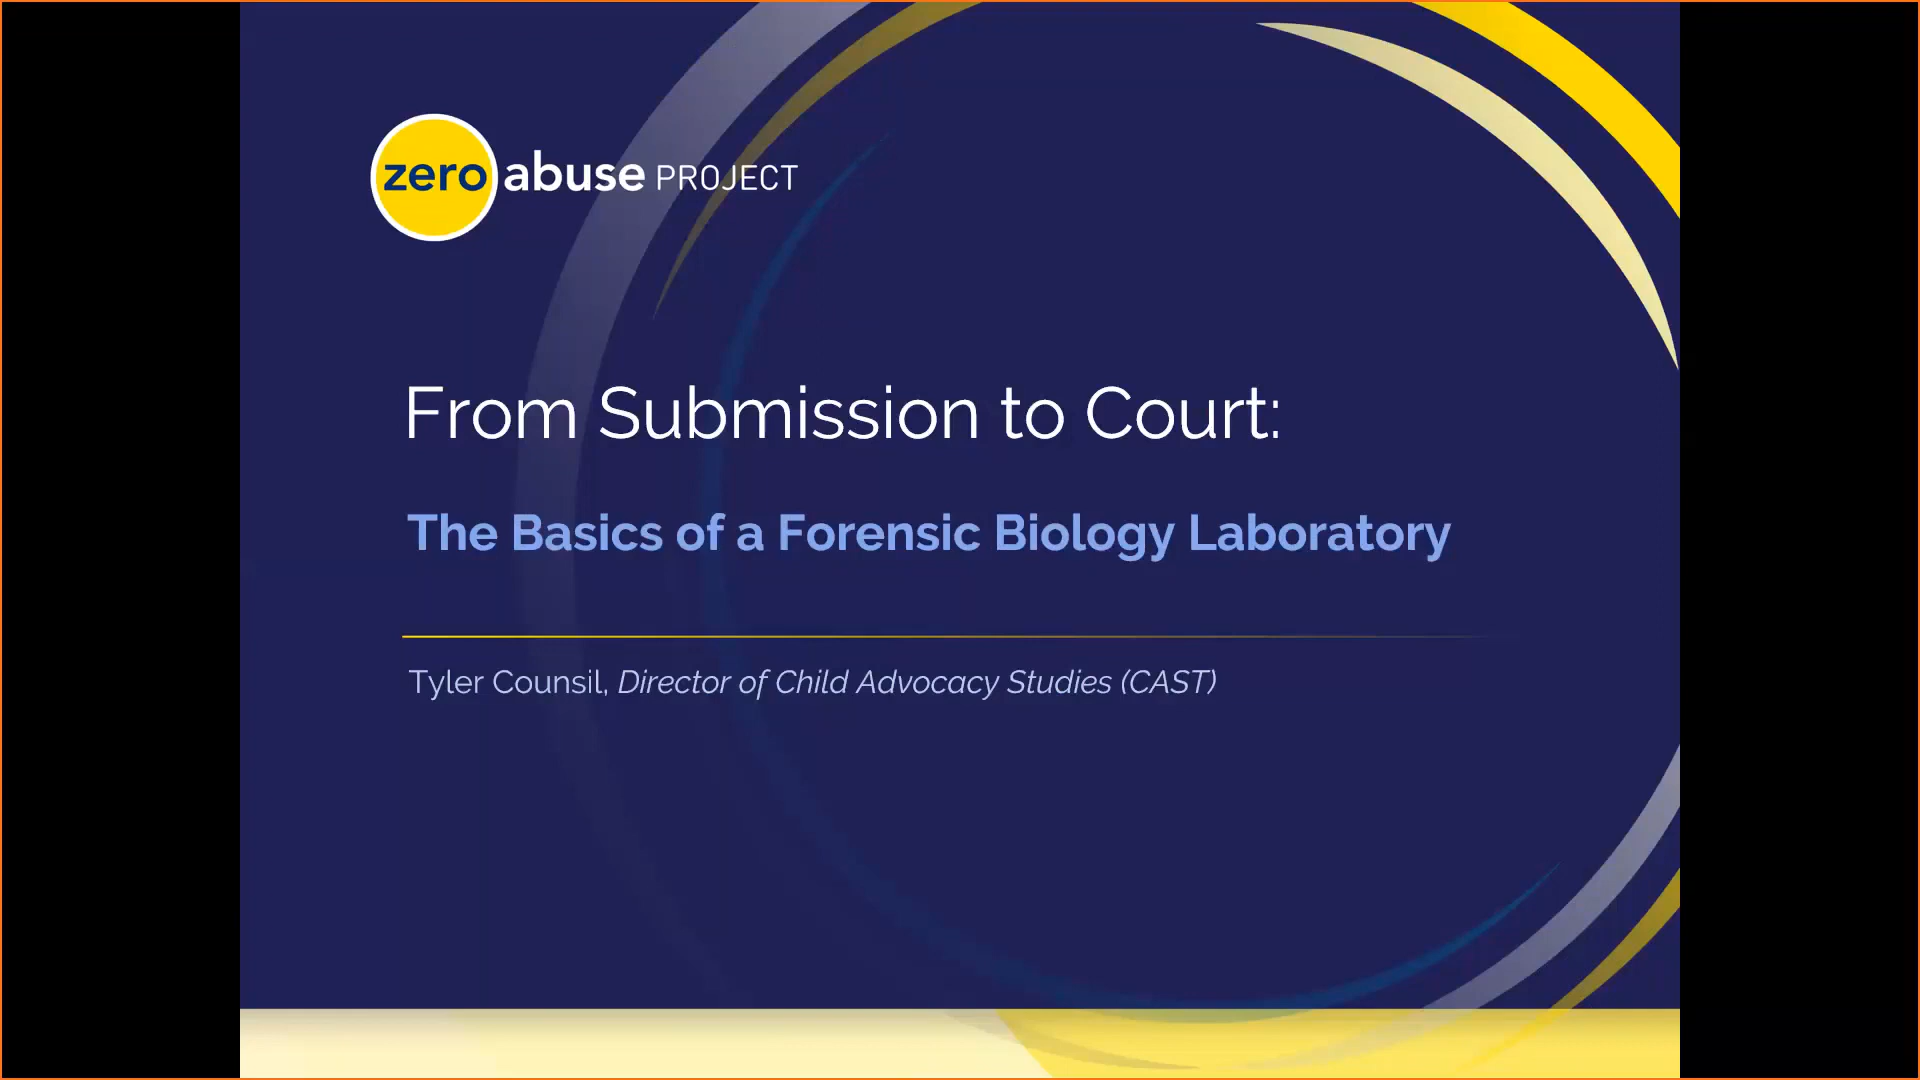 zero abuse PROJECT
From Submission to Court:
The Basics of a Forensic Biology Laboratory
Tyler Counsil, Director of Child Advocacy Studies (CAST)